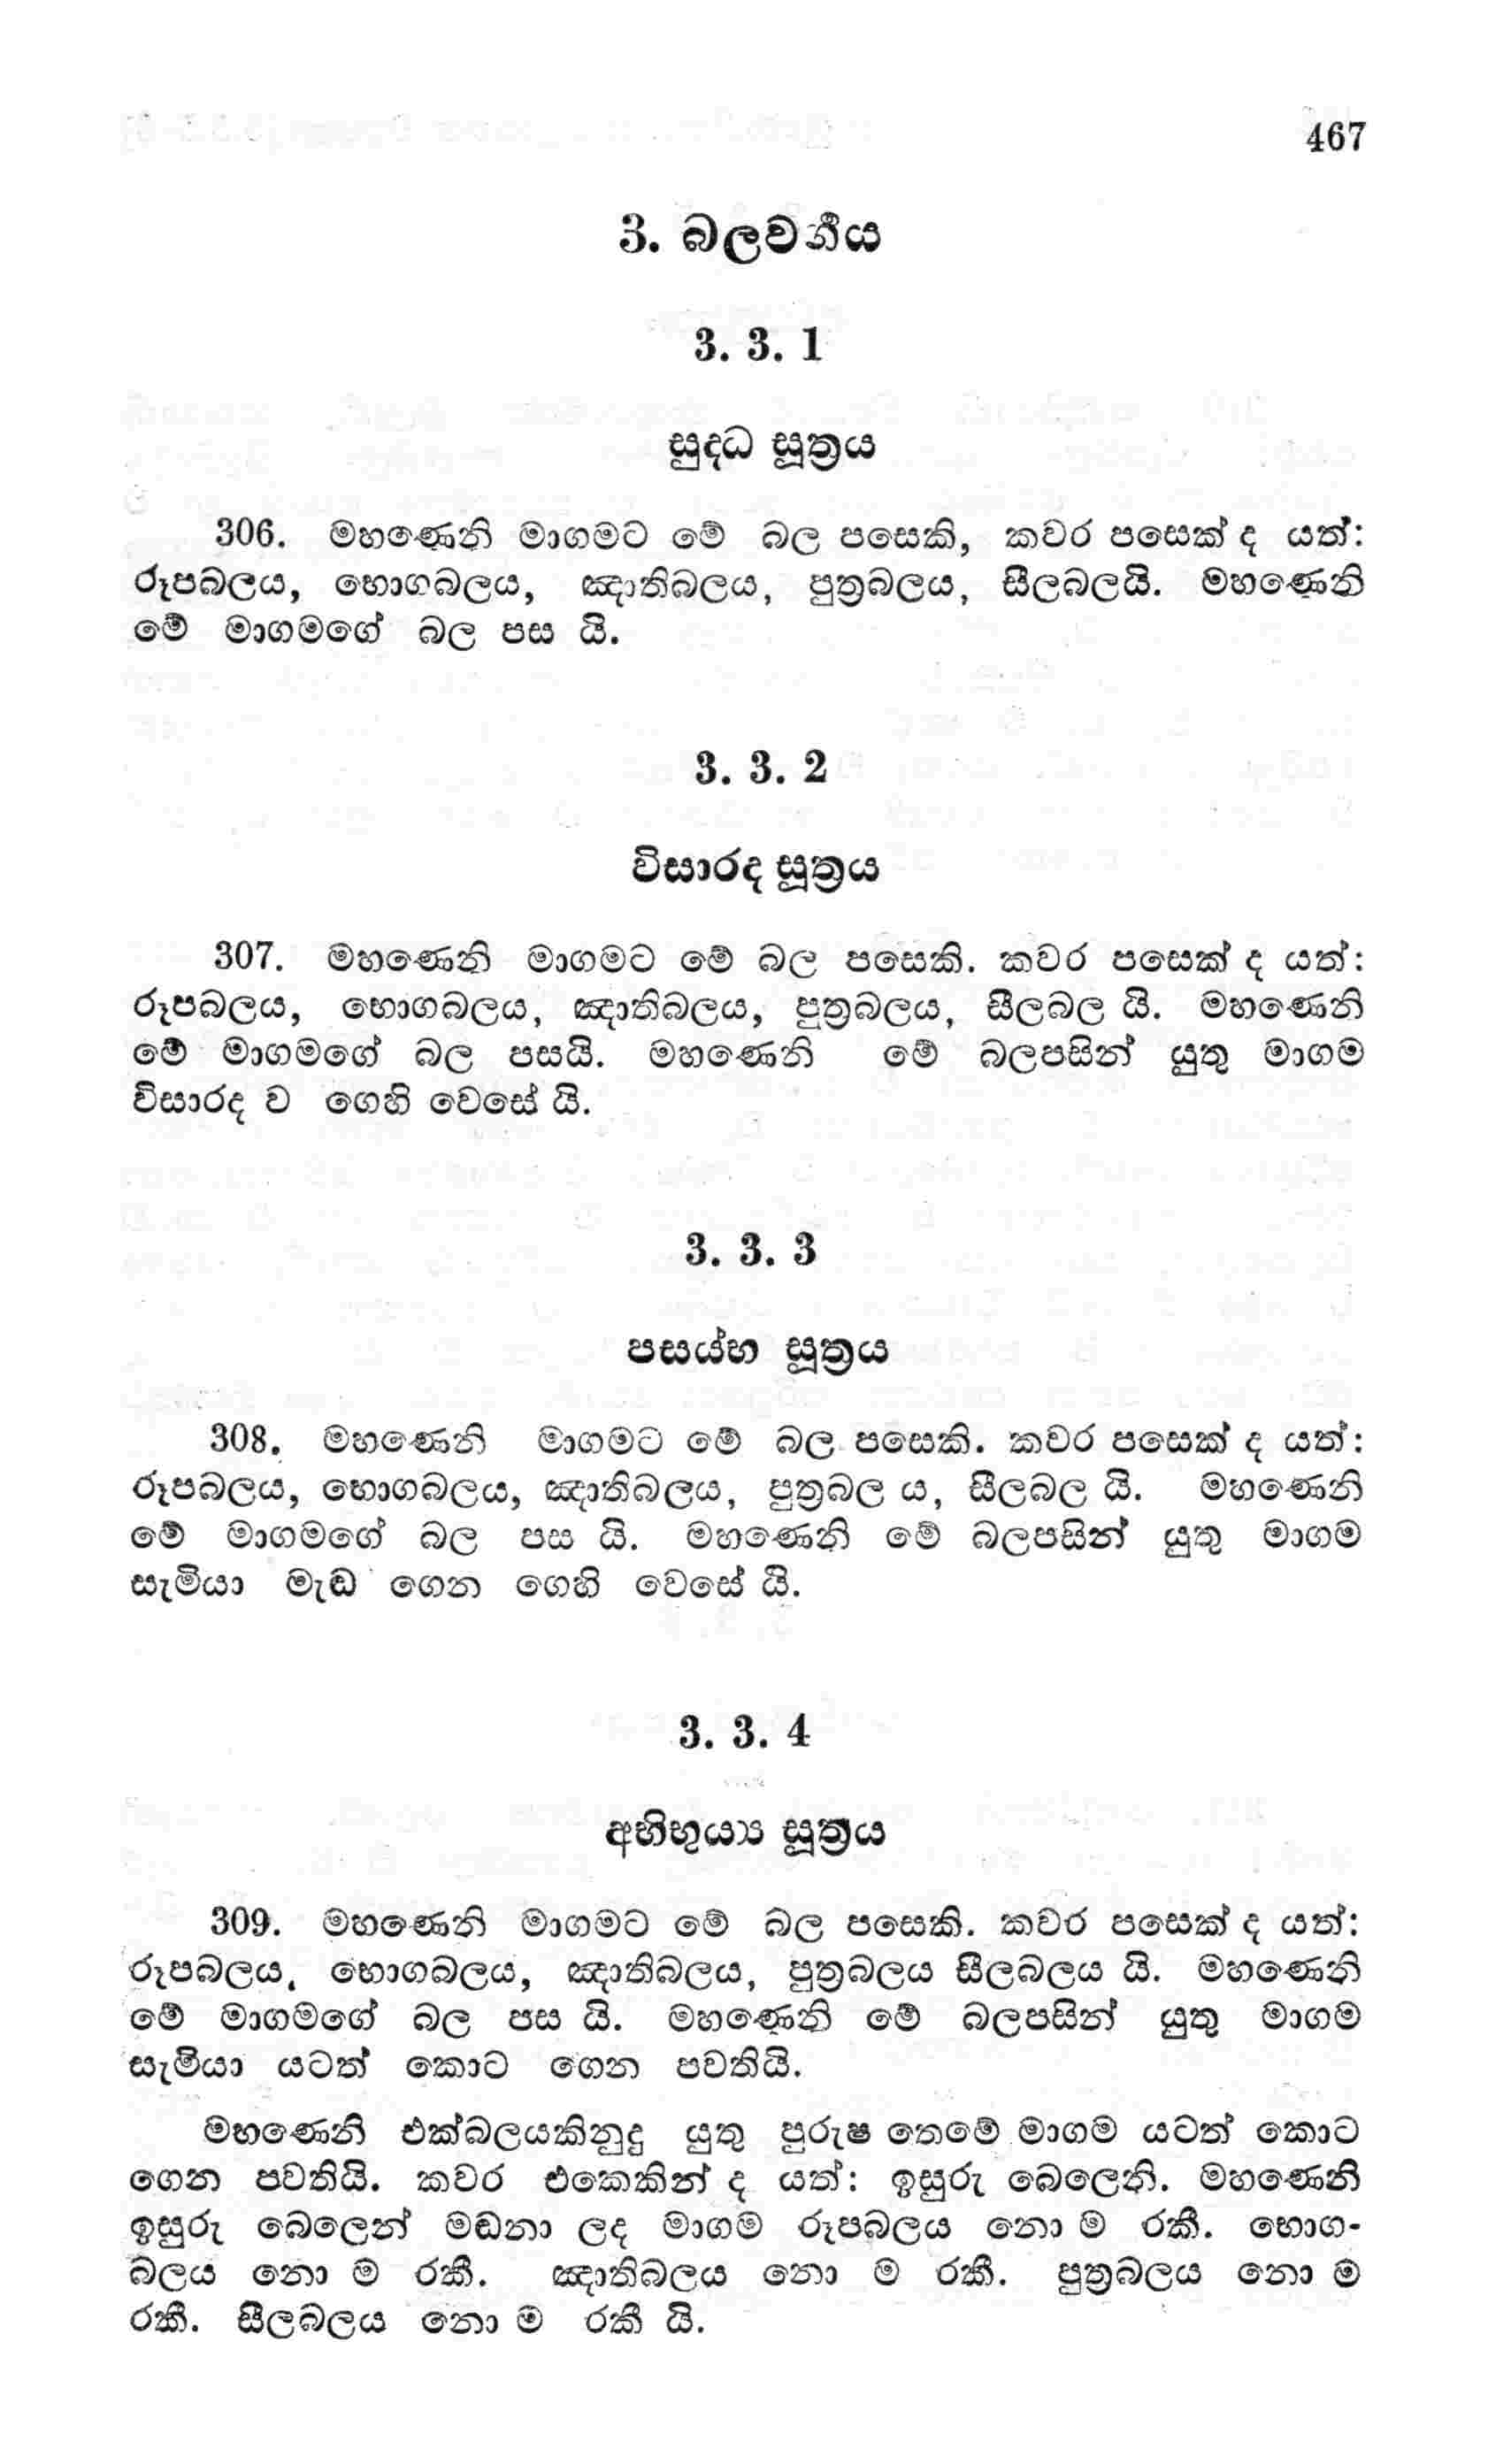 467
3. බලවර්‍ගය
3. 3. 1
සුද්‍ධ සූත්‍රය
306. මහණෙනි මාගමට මේ බල පසෙකි, කවර පසෙක් ද යත්:
රූපබලය, භොගබලය, ඤාතිබලය, පුත්‍රබලය, සීලබලයි. මහණෙනි
මේ මාගමගේ බල පස යි.
3. 3. 2
විසාරද සූත්‍රය
307. මහණෙනි මාගමට මේ බල පසෙකි. කවර පසෙක් ද යත්:
රූපබලය, භොගබලය, ඤාතිබලය, පුත්‍රබලය, සීලබල යි. මහණෙනි
මේ මාගමගේ බල පසයි. මහණෙනි මේ බලපසින් යුතු මාගම
විසාරද ව ගෙහි වෙසේ යි.
3. 3. 3
පසය්භ සූත්‍රය
308. මහණෙනි මාගමට මේ බල පසෙකි. කවර පසෙක් ද යත්:
රූපබලය, භොගබලය, ඤාතිබලය, පුත්‍රබල ය, සීලබල යි. මහණෙනි
මේ මාගමගේ බල පස යි. මහණෙනි මේ බලපසින් යුතු මාගම
සැමියා මැඬ ගෙන ගෙහි වෙසේ යි.
3. 3. 4
අභිභුය්‍ය සූත්‍රය
309. මහණෙනි මාගමට මේ බල පසෙකි. කවර පසෙක් ද යත්:
රූපබලය, භොගබලය, ඤාතිබලය, පුත්‍රබලය සීලබලය යි. මහණෙනි
මේ මාගමගේ බල පස යි. මහණෙනි මේ බලපසින් යුතු මාගම
සැමියා යටත් කොට ගෙන පවතියි.
මහණෙනි එක්බලයකිනුදු යුතු පුරුෂ තෙමේ මාගම යටත් කොට
ගෙන පවතියි. කවර එකෙකින් ද යත්: ඉසුරු බෙලෙනි. මහණෙනි
ඉසුරු බෙලෙන් මඬනා ලද මාගම රූපබලය නො ම රකී. භොග-
බලය නො ම රකී. ඤාතිබලය නො ම රකී. පුත්‍රබලය නො ම
රකී. සීලබලය නො ම රකී යි.